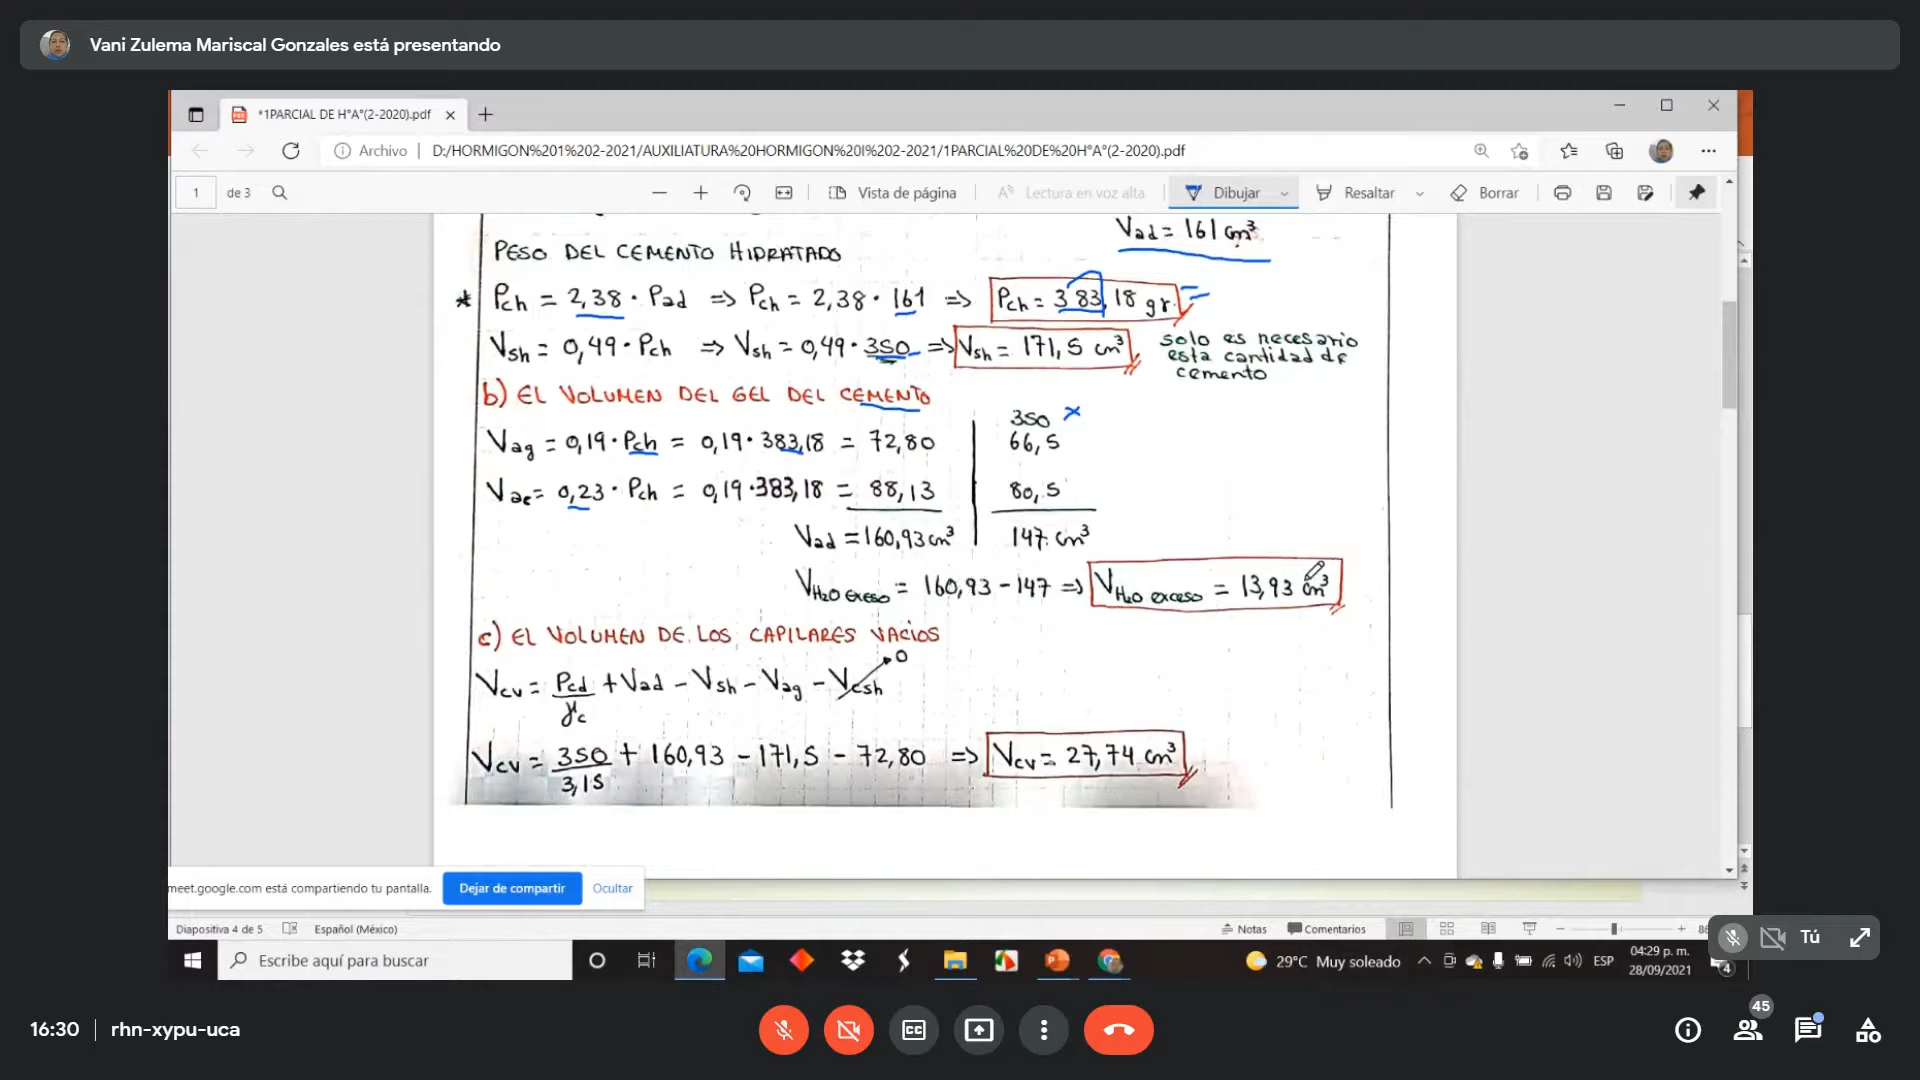 Vani Zulema Mariscal Gonzales está presentando
*1PARCIAL DE H°A°(2-2020).pdf
Archivo D:/HORMIGON%201%202-2021/AUXILIATURA%20HORMIGON%20I%202-2021/1PARCIAL%20DE%20H°A°(2-2020).pdf
1 de 3 Vista de página Lectura en voz alta Dibujar Resaltar Borrar
Vad = 161 cm³
PESO DEL CEMENTO HIDRATADO
* Pch = 2,38 · Pad => Pch = 2,38 · 161 => Pch = 383,18 gr.
Vsh = 0,49 · Pch => Vsh = 0,49 · 350 => Vsh = 171,5 cm³
solo es necesario
esta cantidad de
cemento
b) EL VOLUMEN DEL GEL DEL CEMENTO
350 x
Vag = 0,19 · Pch = 0,19 · 383,18 = 72,80 66,5
Vac = 0,23 · Pch = 0,19 · 383,18 = 88,13 80,5
Vad = 160,93 cm³ 147 cm³
VH2O exceso = 160,93 - 147 => VH2O exceso = 13,93 cm³
c) EL VOLUMEN DE LOS CAPILARES VACIOS
Vcv = Pcd/γc + Vad - Vsh - Vag - Vcsh 0
Vcv = 350/3,15 + 160,93 - 171,5 - 72,80 => Vcv = 27,74 cm³
meet.google.com está compartiendo tu pantalla. Dejar de compartir Ocultar
Diapositiva 4 de 5 Español (México) Notas Comentarios
Tú
Escribe aquí para buscar 29°C Muy soleado ESP 04:29 p. m.
28/09/2021
4
16:30 rhn-xypu-uca
CC
45